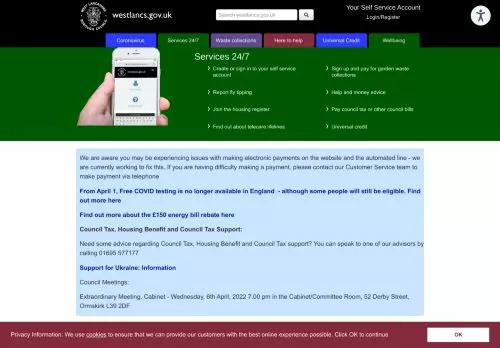 westlancs.gov.uk
Search westlancs.gov.uk
Your Self Service Account
Login/Register
Coronavirus
Services 24/7
Waste collections
Here to help
Universal Credit
Wellbeing
Services 24/7
Create or sign in to your self service account
Sign up and pay for garden waste collections
Report fly tipping
Help and money advice
Join the housing register
Pay council tax or other council bills
Find out about telecare lifelines
Universal credit
We are aware you may be experiencing issues with making electronic payments on the website and the automated line - we
are currently working to fix this. If you are having difficulty making a payment, please contact our Customer Service team to
make payment via telephone
From April 1, Free COVID testing is no longer available in England - although some people will still be eligible. Find
out more here
Find out more about the £150 energy bill rebate here
Council Tax, Housing Benefit and Council Tax Support:
Need some advice regarding Council Tax, Housing Benefit and Council Tax support? You can speak to one of our advisors by
calling 01695 577177
Support for Ukraine: Information
Council Meetings:
Extraordinary Meeting, Cabinet - Wednesday, 6th April, 2022 7.00 pm in the Cabinet/Committee Room, 52 Derby Street,
Ormskirk L39 2DF
Privacy Information: We use cookies to ensure that we can provide our customers with the best online experience possible. Click OK to continue
OK